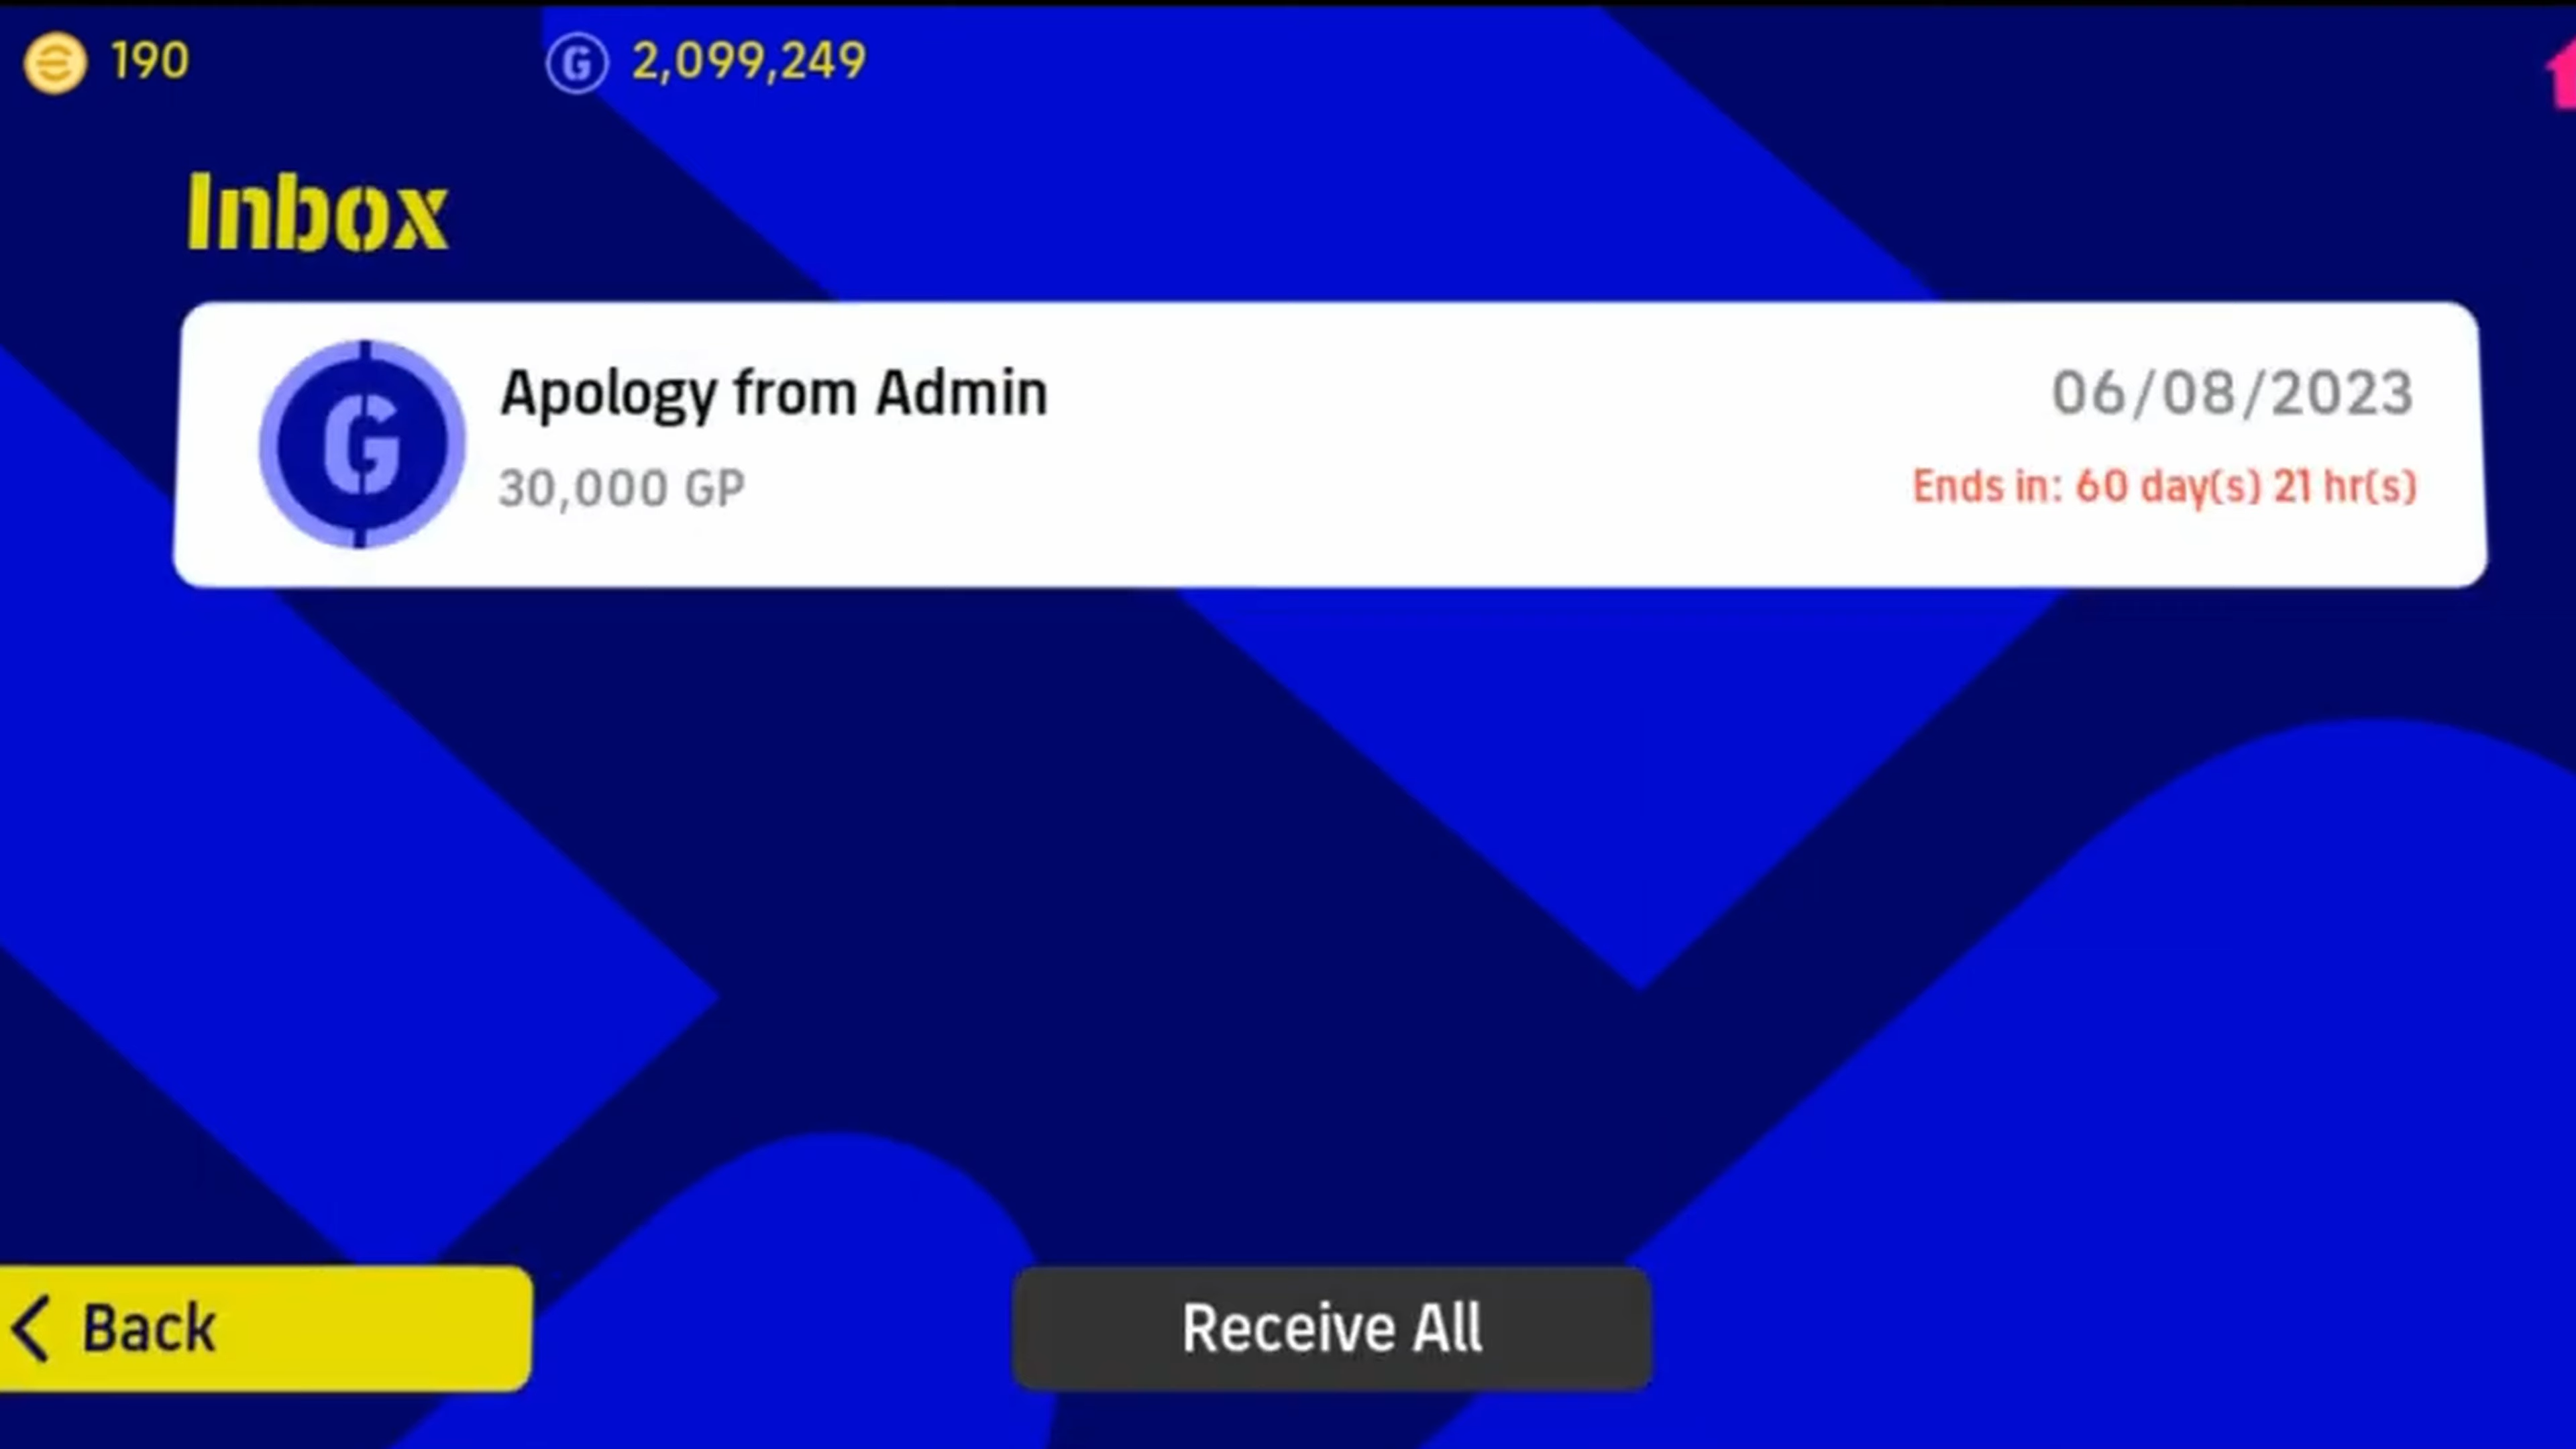 190
2,099,249
Inbox
Apology from Admin
06/08/2023
30,000 GP
Ends in: 60 day(s) 21 hr(s)
Back
Receive All